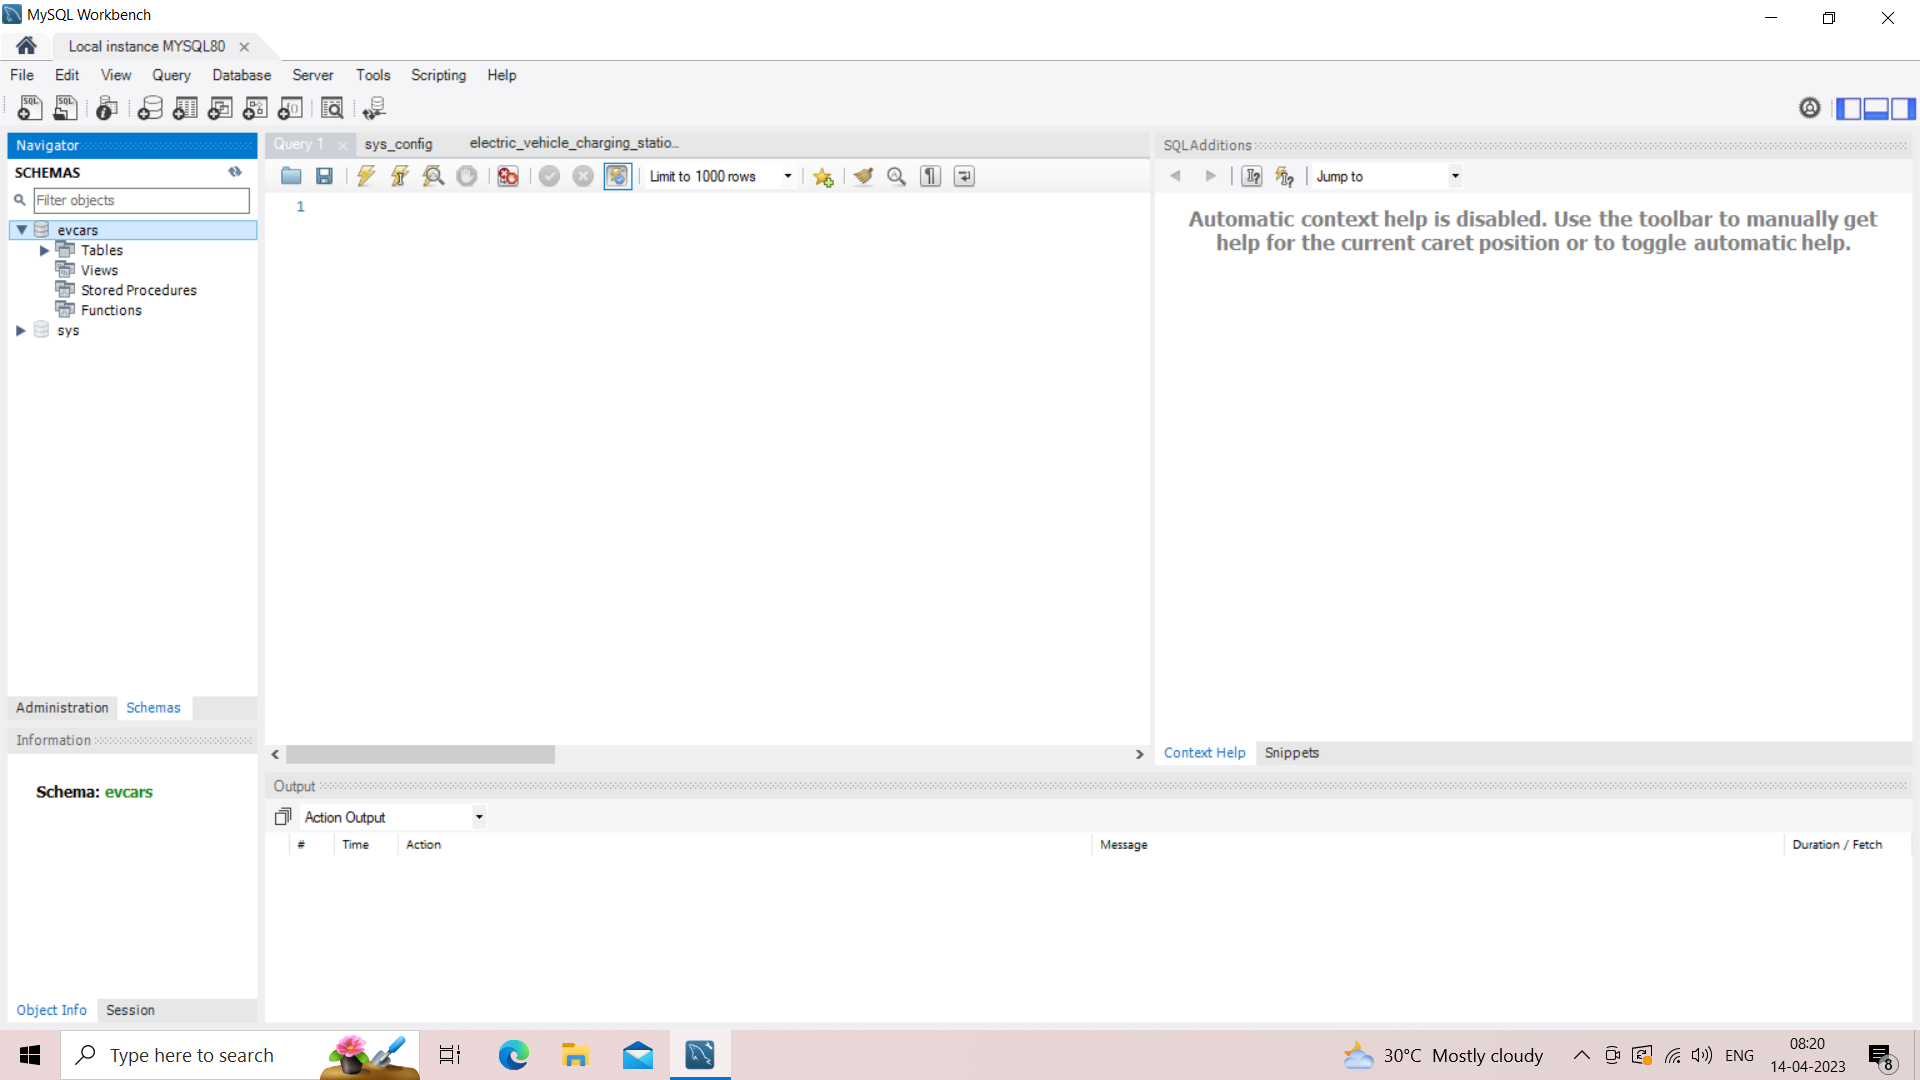 MySQL Workbench
Local instance MYSQL80
File Edit View Query Database Server Tools Scripting Help
Navigator
SCHEMAS
Filter objects
evcars
Tables
Views
Stored Procedures
Functions
sys
Administration Schemas
Information
Schema: evcars
Object Info Session
Query 1 sys_config electric_vehicle_charging_statio...
Limit to 1000 rows
1
SQLAdditions
Jump to
Automatic context help is disabled. Use the toolbar to manually get
help for the current caret position or to toggle automatic help.
Context Help Snippets
Output
Action Output
# Time Action Message Duration / Fetch
Type here to search
30°C Mostly cloudy
ENG
08:20
14-04-2023
8